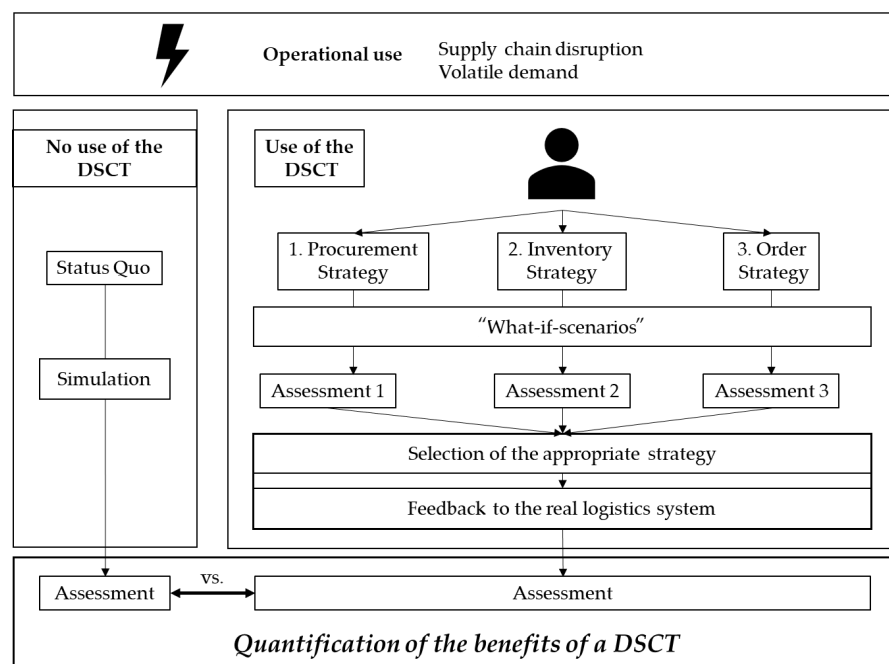 Operational use
Supply chain disruption
Volatile demand
No use of the
DSCT
Status Quo
Simulation
Use of the
DSCT
1. Procurement
Strategy
2. Inventory
Strategy
3. Order
Strategy
“What-if-scenarios”
Assessment 1
Assessment 2
Assessment 3
Selection of the appropriate strategy
Feedback to the real logistics system
Assessment
vs.
Assessment
Quantification of the benefits of a DSCT